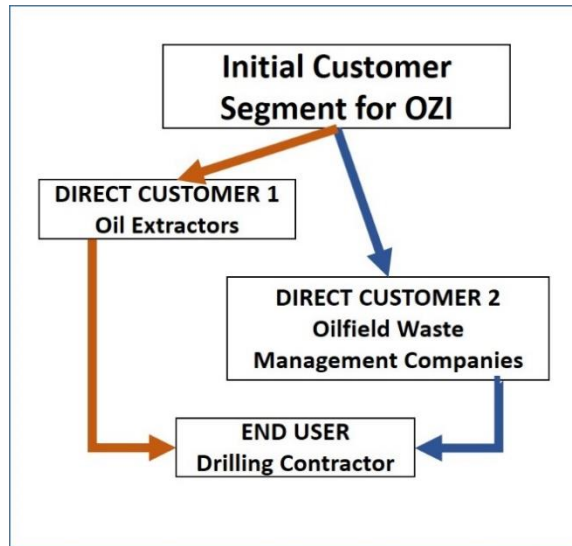 Initial Customer
Segment for OZI
DIRECT CUSTOMER 1
Oil Extractors
DIRECT CUSTOMER 2
Oilfield Waste
Management Companies
END USER
Drilling Contractor